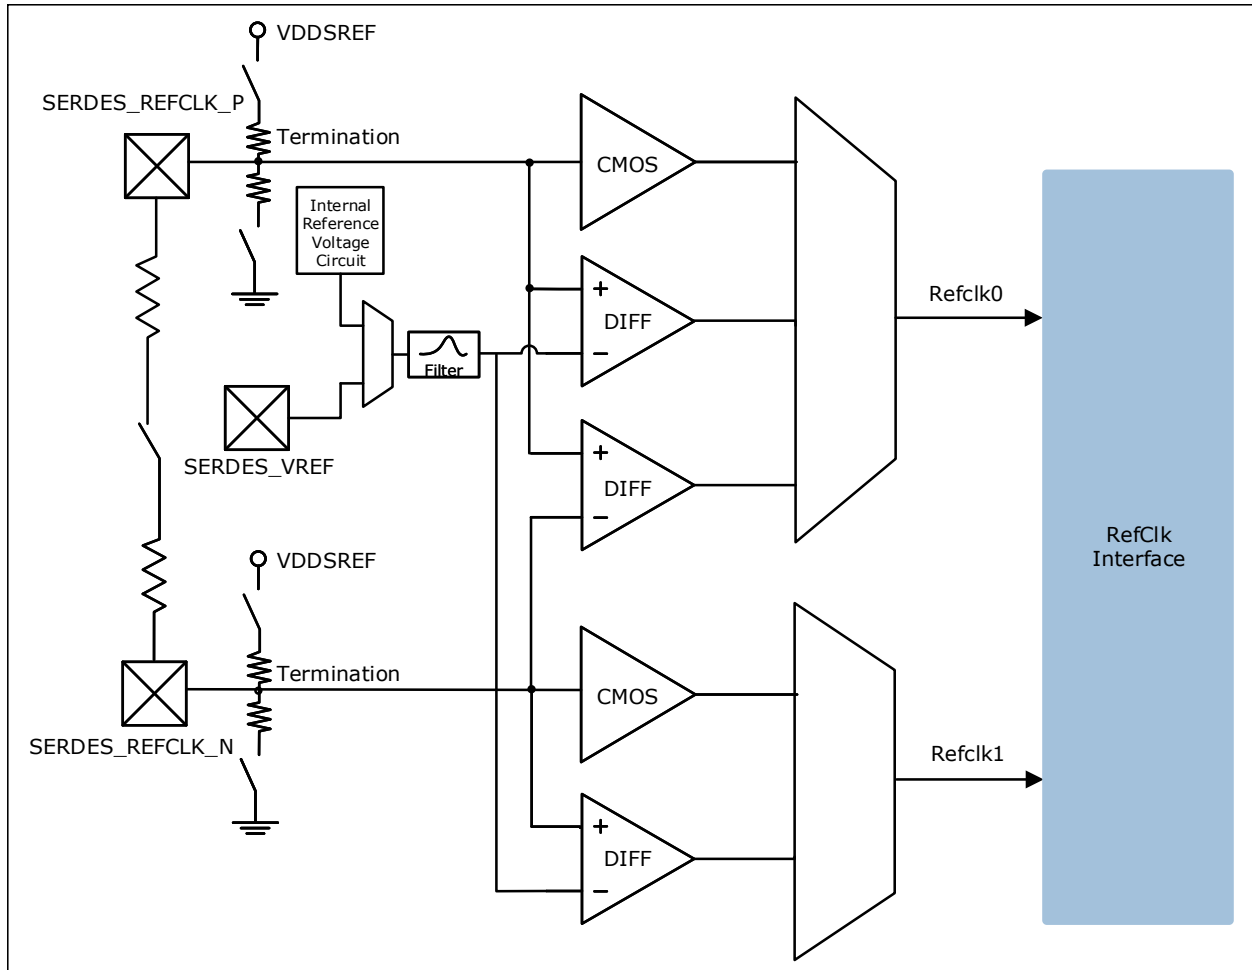 VDDSREF
SERDES_REFCLK_P
Termination
CMOS
Internal
Reference
Voltage
Circuit
+
DIFF
−
Refclk0
Filter
SERDES_VREF
+
DIFF
−
RefClk
Interface
VDDSREF
Termination
CMOS
SERDES_REFCLK_N
Refclk1
+
DIFF
−